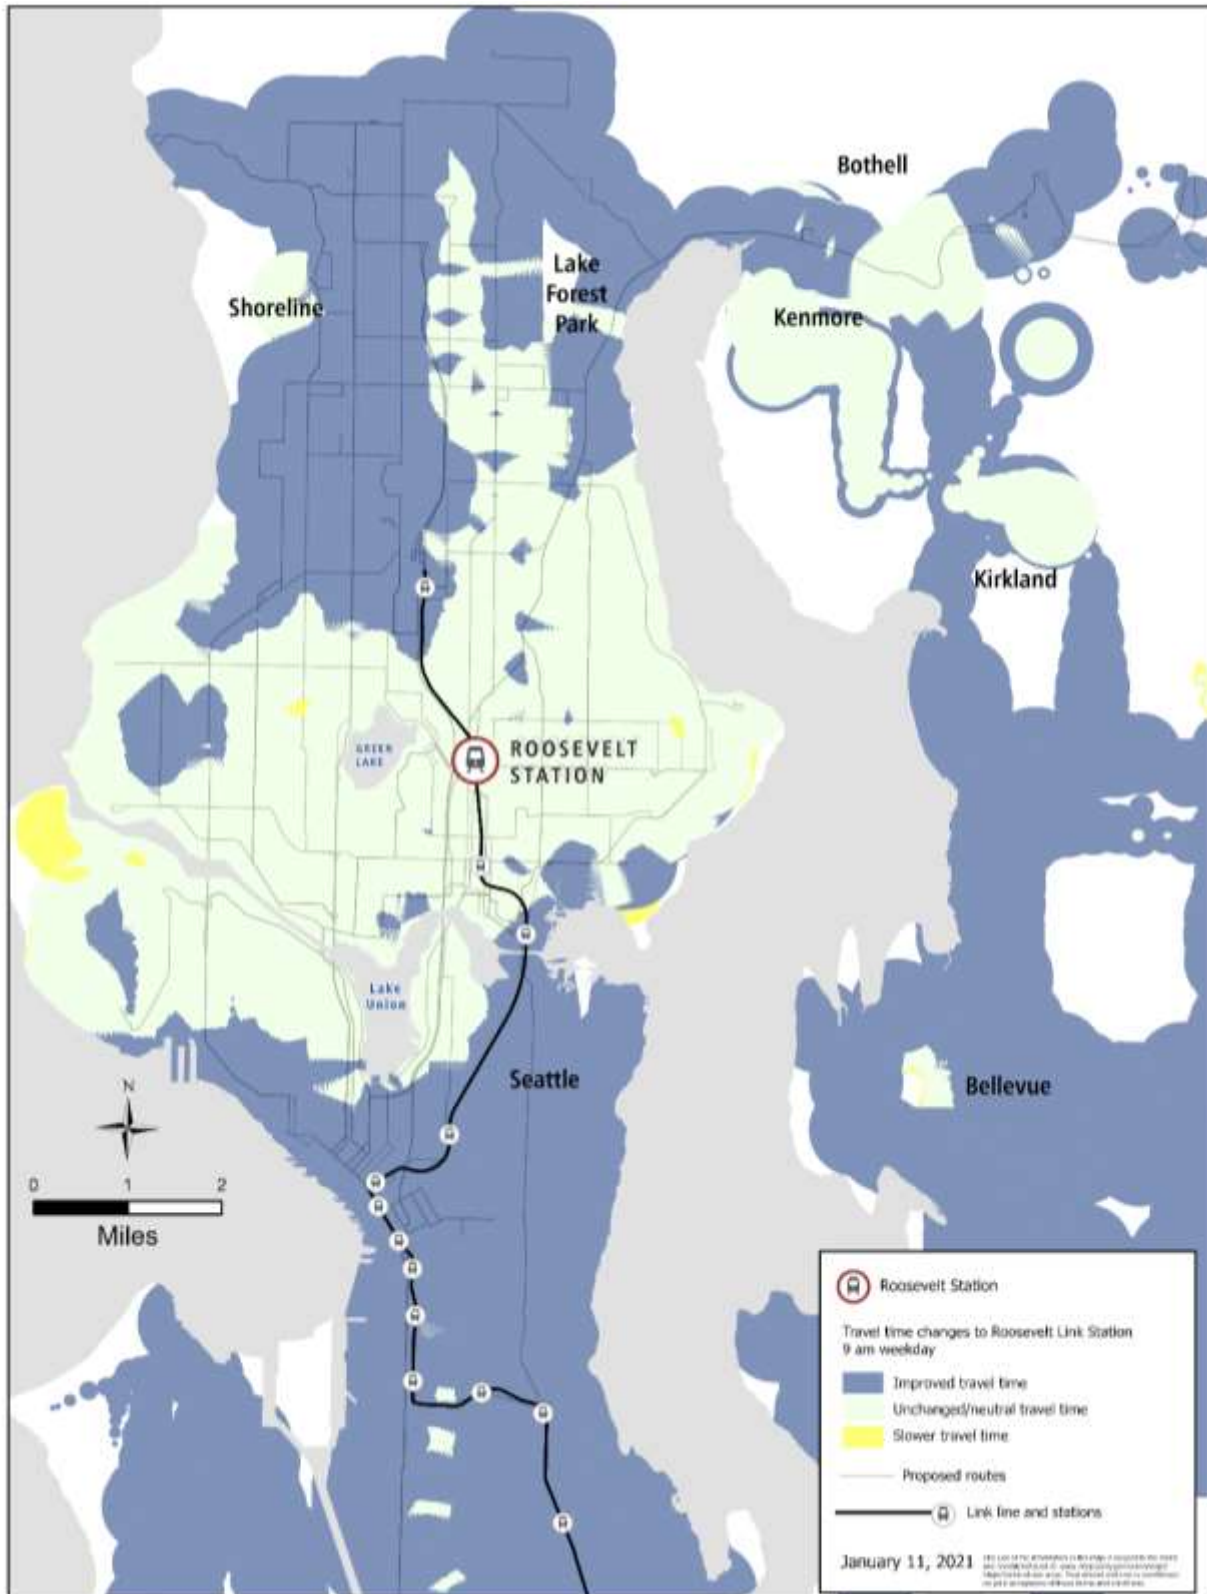 Bothell
Lake
Forest
Park
Shoreline
Kenmore
Kirkland
GREEN
LAKE
ROOSEVELT
STATION
Lake
Union
Seattle
Bellevue
N
0 1 2
Miles
Roosevelt Station
Travel time changes to Roosevelt Link Station
9 am weekday
Improved travel time
Unchanged/neutral travel time
Slower travel time
Proposed routes
Link line and stations
January 11, 2021